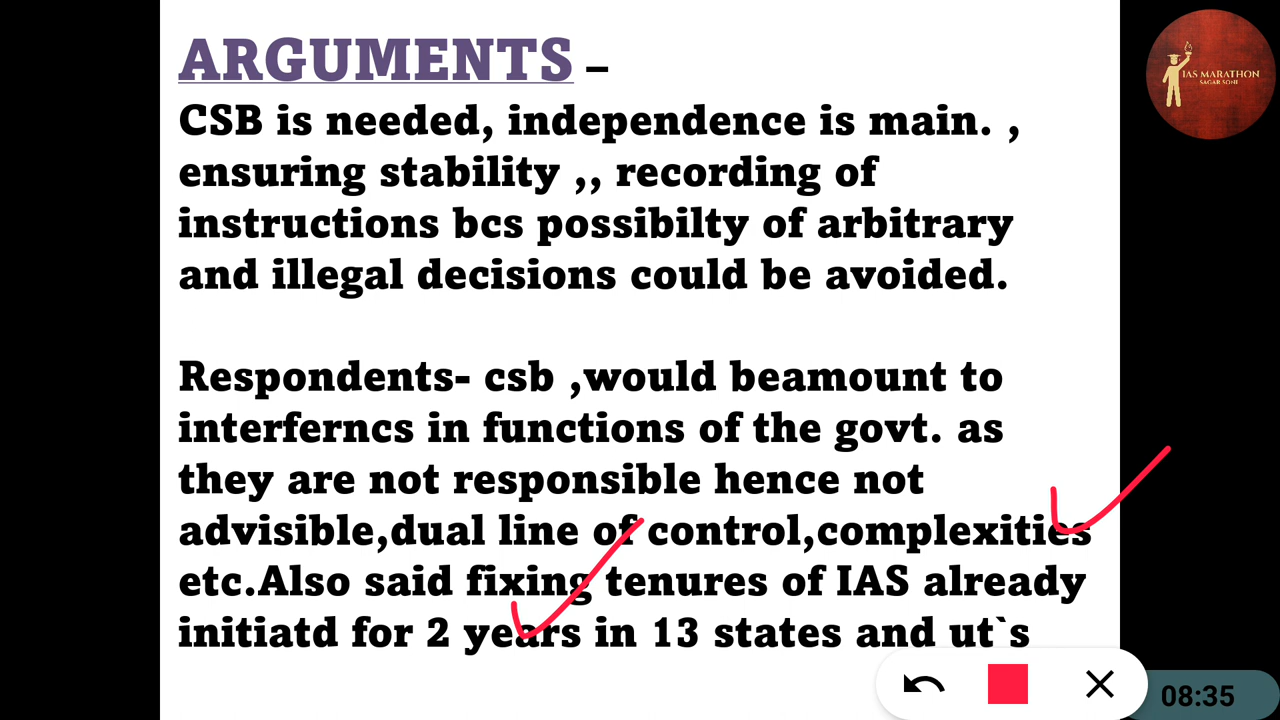 ARGUMENTS –
CSB is needed, independence is main. ,
ensuring stability ,, recording of
instructions bcs possibilty of arbitrary
and illegal decisions could be avoided.
Respondents- csb ,would beamount to
interferncs in functions of the govt. as
they are not responsible hence not
advisible,dual line of control,complexities
etc.Also said fixing tenures of IAS already
initiatd for 2 years in 13 states and ut`s
IAS MARATHON
SAGAR SONI
08:35